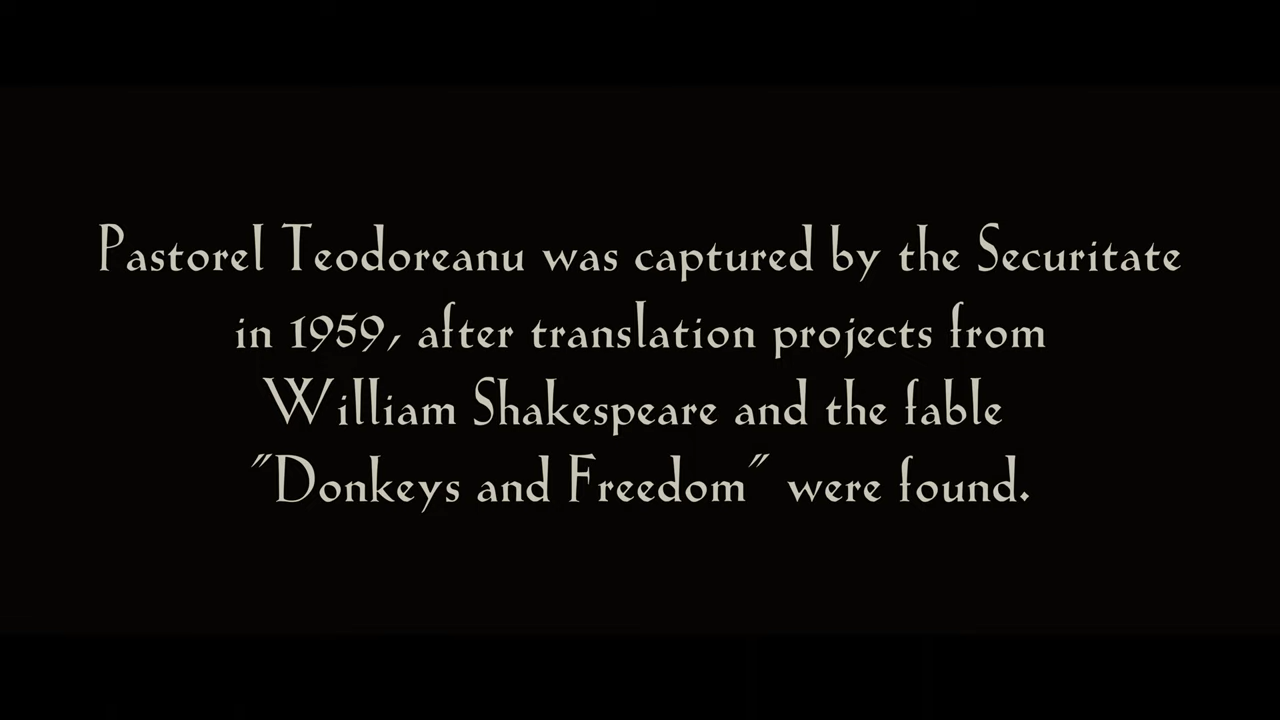 Pastorel Teodoreanu was captured by the Securitate
in 1959, after translation projects from
William Shakespeare and the fable
"Donkeys and Freedom" were found.